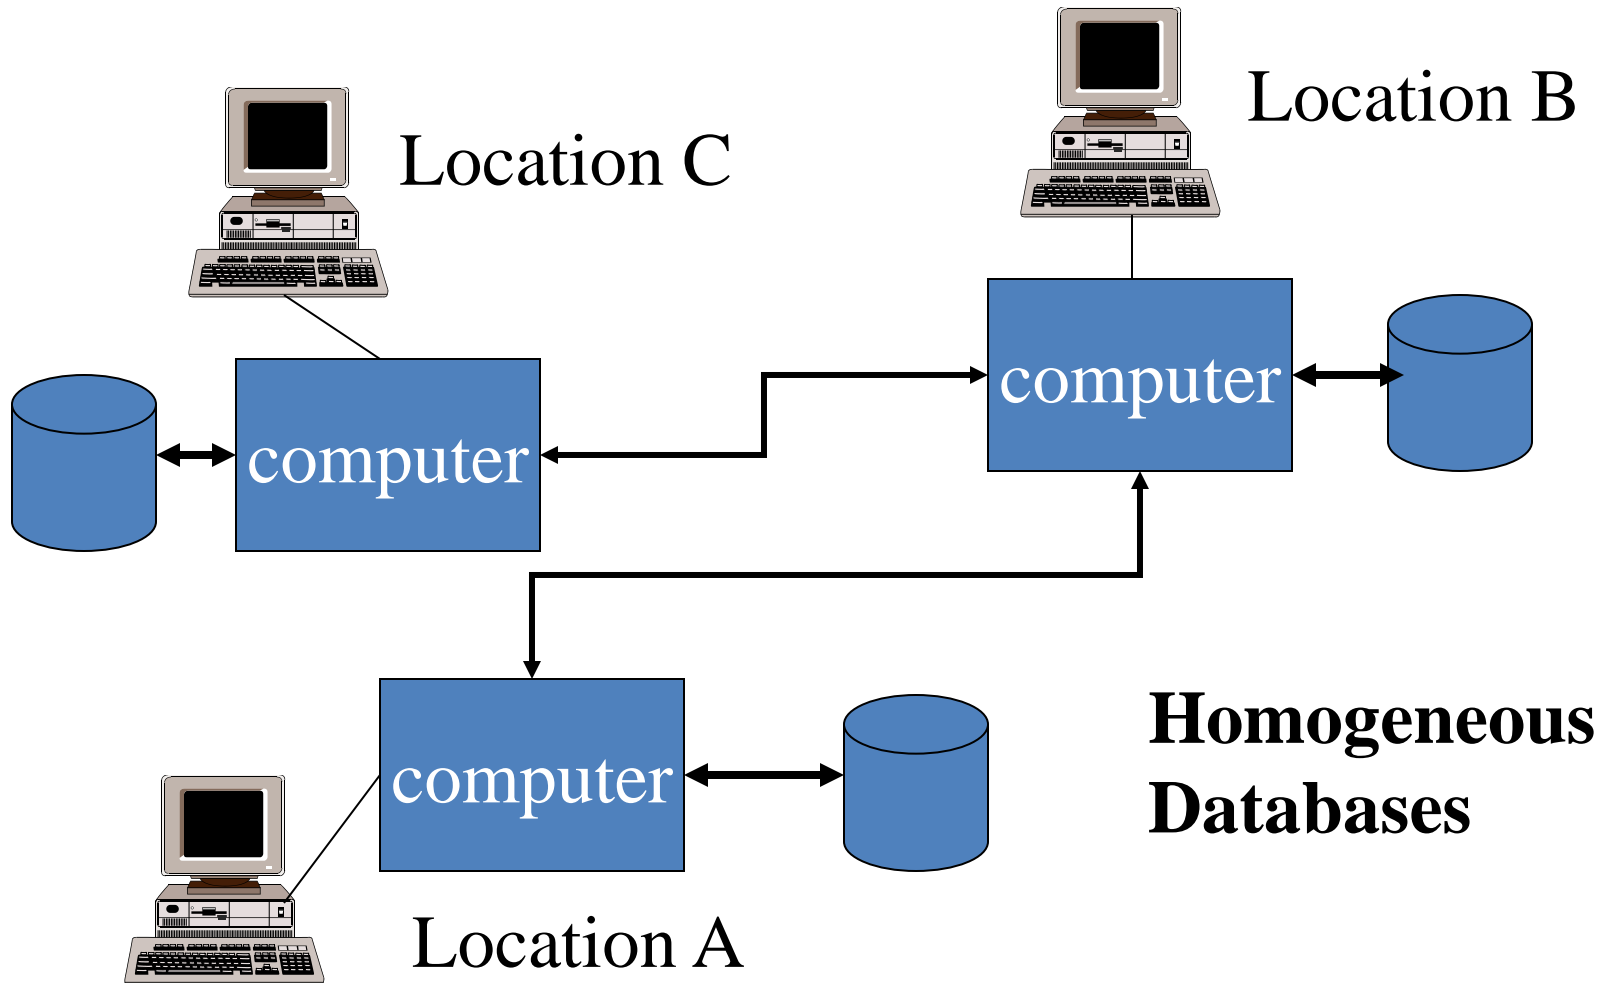 Location B
Location C
computer
computer
computer
Homogeneous
Databases
Location A